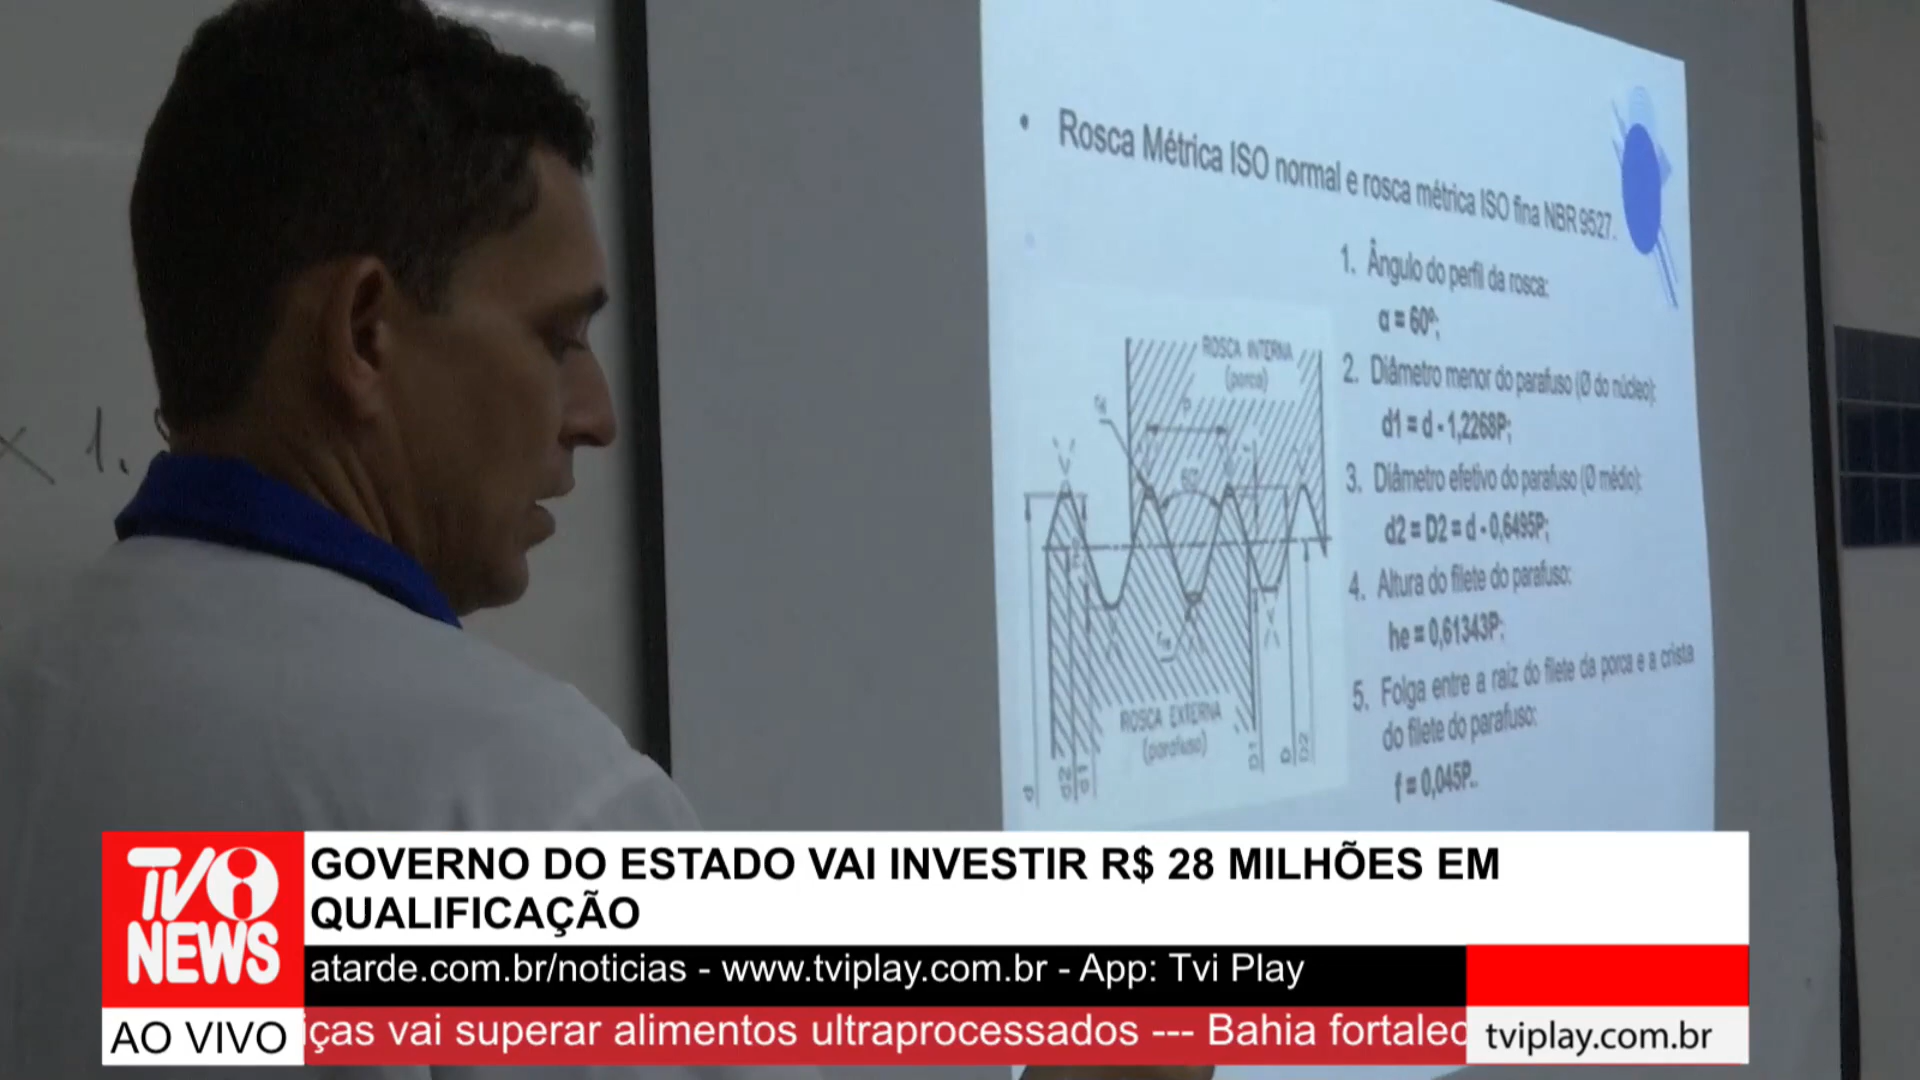 • Rosca Métrica ISO normal e rosca métrica ISO fina NBR 9527.
1. Ângulo do perfil da rosca:
α = 60º;
2. Diâmetro menor do parafuso (Ø do núcleo):
d1 = d - 1,2268P;
3. Diâmetro efetivo do parafuso (Ø médio):
d2 = D2 = d - 0,6495P;
4. Altura do filete do parafuso:
he = 0,61343P;
5. Folga entre a raiz do filete da porca e a crista
do filete do parafuso:
f = 0,045P..
ROSCA INTERNA
(porca)
P
60°
ROSCA EXTERNA
(parafuso)
d
D
D2
x 1.
TVi
NEWS
GOVERNO DO ESTADO VAI INVESTIR R$ 28 MILHÕES EM
QUALIFICAÇÃO
atarde.com.br/noticias - www.tviplay.com.br - App: Tvi Play
AO VIVO
iças vai superar alimentos ultraprocessados --- Bahia fortalec
tviplay.com.br